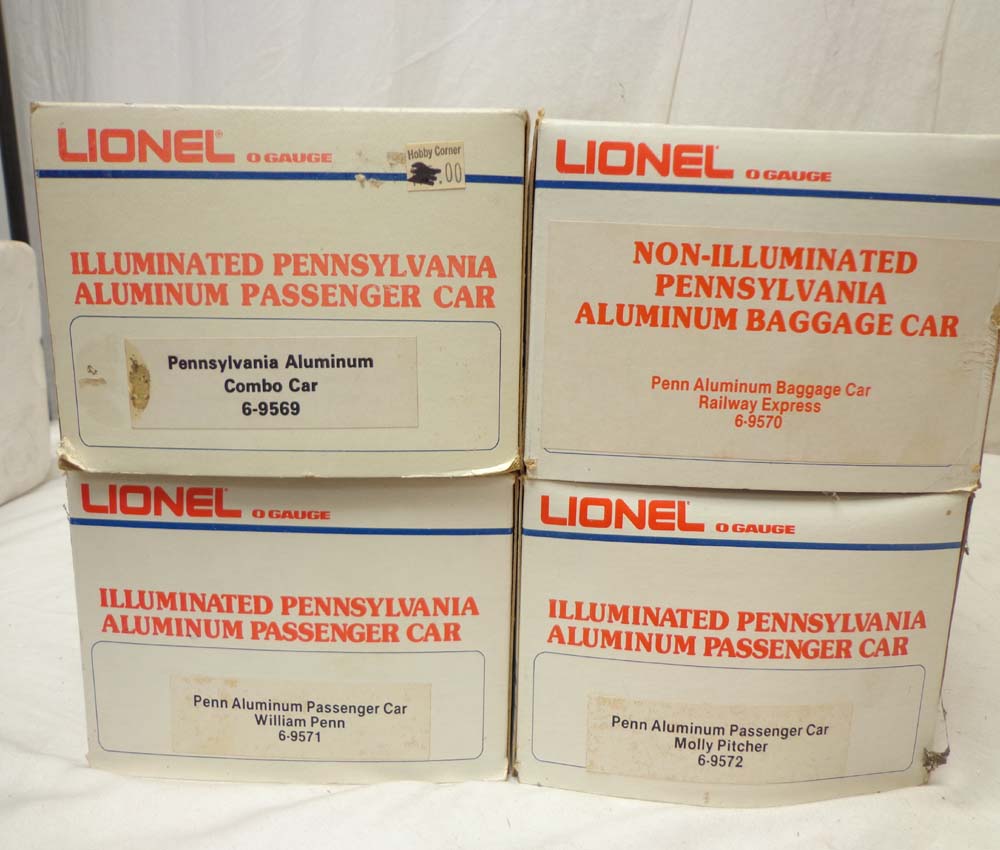 LIONEL® O GAUGE
Hobby Corner
.00
ILLUMINATED PENNSYLVANIA
ALUMINUM PASSENGER CAR
Pennsylvania Aluminum
Combo Car
6-9569
LIONEL® O GAUGE
NON-ILLUMINATED
PENNSYLVANIA
ALUMINUM BAGGAGE CAR
Penn Aluminum Baggage Car
Railway Express
6-9570
LIONEL® O GAUGE
ILLUMINATED PENNSYLVANIA
ALUMINUM PASSENGER CAR
Penn Aluminum Passenger Car
William Penn
6-9571
LIONEL® O GAUGE
ILLUMINATED PENNSYLVANIA
ALUMINUM PASSENGER CAR
Penn Aluminum Passenger Car
Molly Pitcher
6-9572